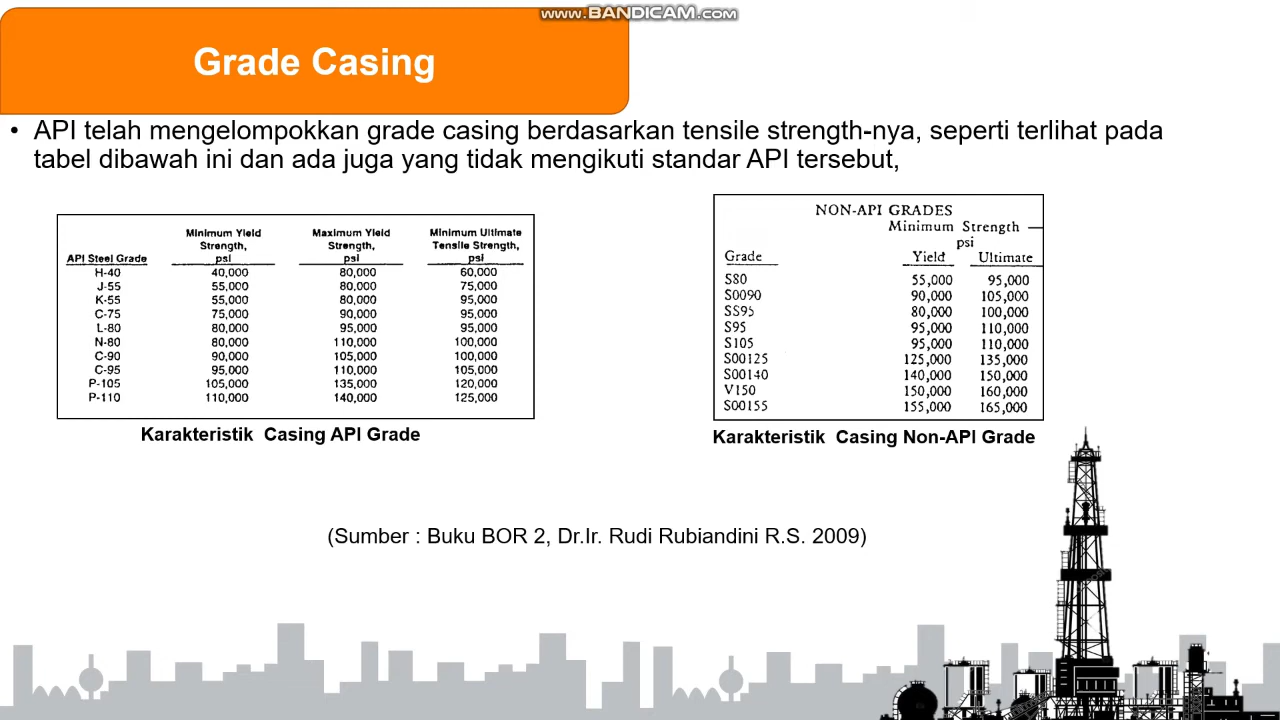 www.BANDICAM.com
Grade Casing
• API telah mengelompokkan grade casing berdasarkan tensile strength-nya, seperti terlihat pada
tabel dibawah ini dan ada juga yang tidak mengikuti standar API tersebut,
Minimum Yield Maximum Yield Minimum Ultimate
Strength, Strength, Tensile Strength,
API Steel Grade psi psi psi
H-40 40,000 80,000 60,000
J-55 55,000 80,000 75,000
K-55 55,000 80,000 95,000
C-75 75,000 90,000 95,000
L-80 80,000 95,000 95,000
N-80 80,000 110,000 100,000
C-90 90,000 105,000 100,000
C-95 95,000 110,000 105,000
P-105 105,000 135,000 120,000
P-110 110,000 140,000 125,000
Karakteristik Casing API Grade
NON-API GRADES
Minimum Strength —
psi
Grade Yield Ultimate
S80 55,000 95,000
S0090 90,000 105,000
SS95 80,000 100,000
S95 95,000 110,000
S105 95,000 110,000
S00125 125,000 135,000
S00140 140,000 150,000
V150 150,000 160,000
S00155 155,000 165,000
Karakteristik Casing Non-API Grade
(Sumber : Buku BOR 2, Dr.Ir. Rudi Rubiandini R.S. 2009)